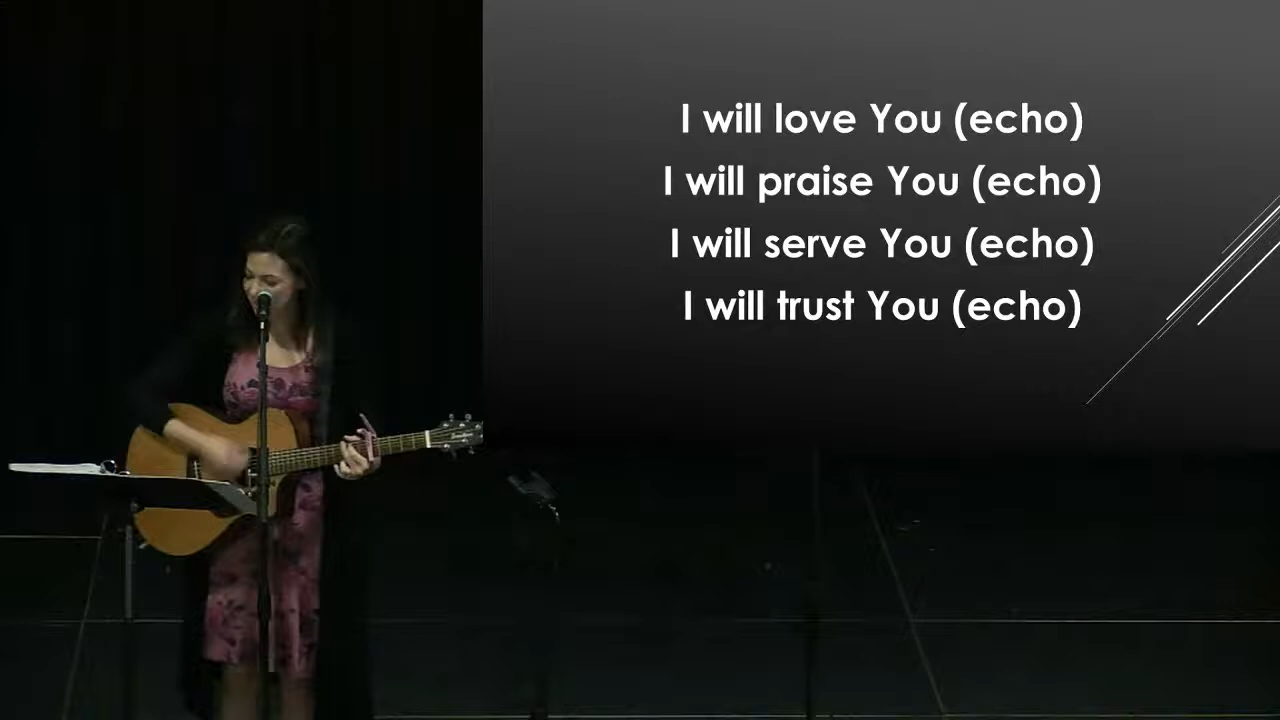 I will love You (echo)
I will praise You (echo)
I will serve You (echo)
I will trust You (echo)